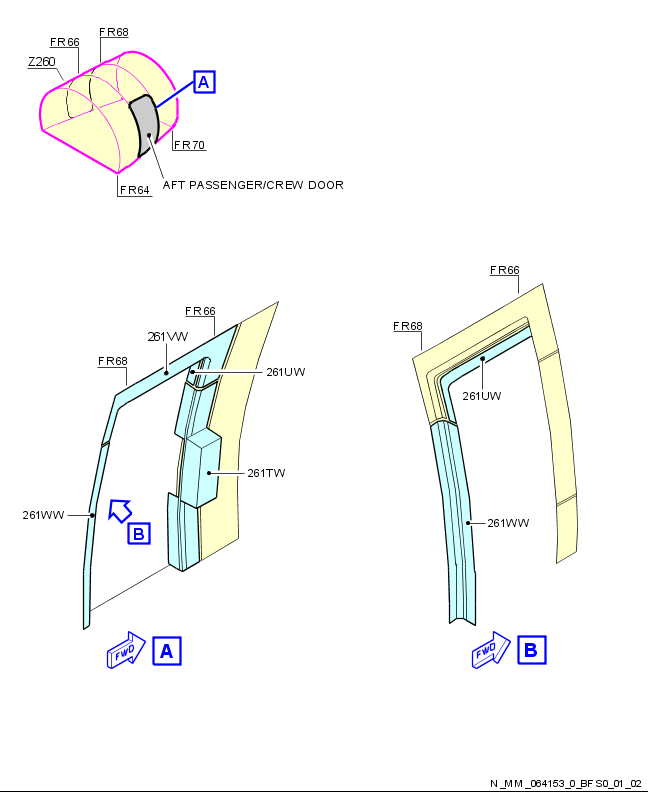 FR68
FR66
Z260
A
FR70
FR64
AFT PASSENGER/CREW DOOR
FR66
FR66
261VW
FR68
FR68
261UW
261UW
261TW
261WW
B
261WW
FWD A
FWD B
N_MM_064153_0_BFS0_01_02